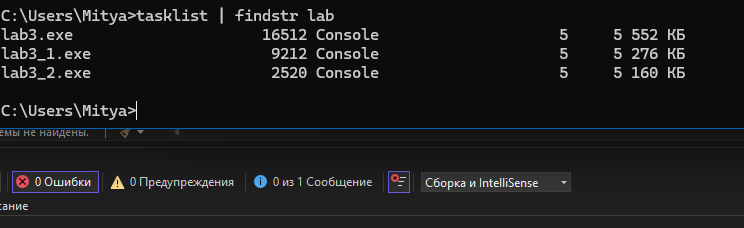 C:\Users\Mitya>tasklist | findstr lab
lab3.exe 16512 Console 5 5 552 КБ
lab3_1.exe 9212 Console 5 5 276 КБ
lab3_2.exe 2520 Console 5 5 160 КБ
C:\Users\Mitya>
емы не найдены.
0 Ошибки 0 Предупреждения 0 из 1 Сообщение Сборка и IntelliSense
сание